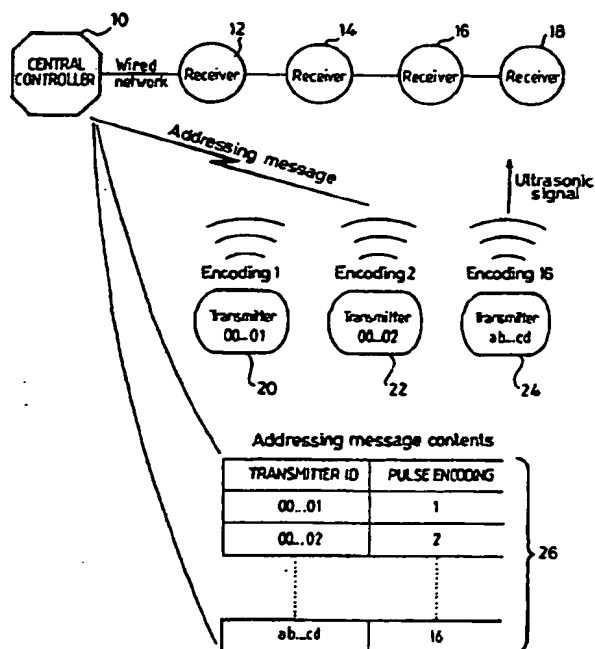 10
12
14
16
18
CENTRAL
CONTROLLER
Wired
network
Receiver
Receiver
Receiver
Receiver
Addressing message
Ultrasonic
signal
Encoding 1
Encoding 2
Encoding 16
Transmitter
00...01
Transmitter
00...02
Transmitter
ab...cd
20
22
24
Addressing message contents
TRANSMITTER ID PULSE ENCODING
00...01 1
00...02 2
26
ab...cd 16